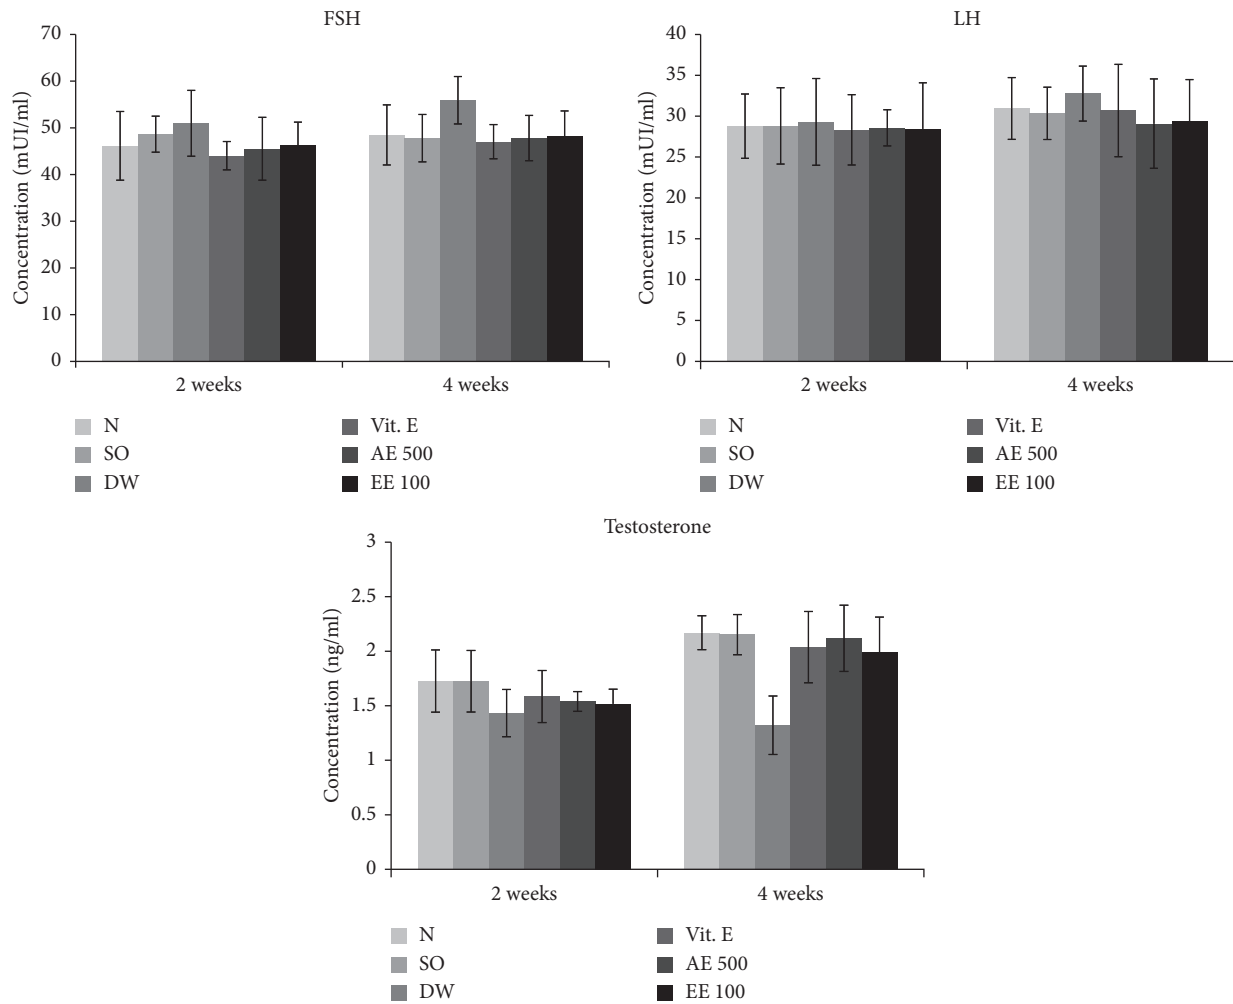 FSH
70
60
50
40
30
20
10
0
Concentration (mUI/ml)
2 weeks 4 weeks
N Vit. E
SO AE 500
DW EE 100
LH
40
35
30
25
20
15
10
5
0
Concentration (mUI/ml)
2 weeks 4 weeks
N Vit. E
SO AE 500
DW EE 100
Testosterone
3
2.5
2
1.5
1
0.5
0
Concentration (ng/ml)
2 weeks 4 weeks
N Vit. E
SO AE 500
DW EE 100